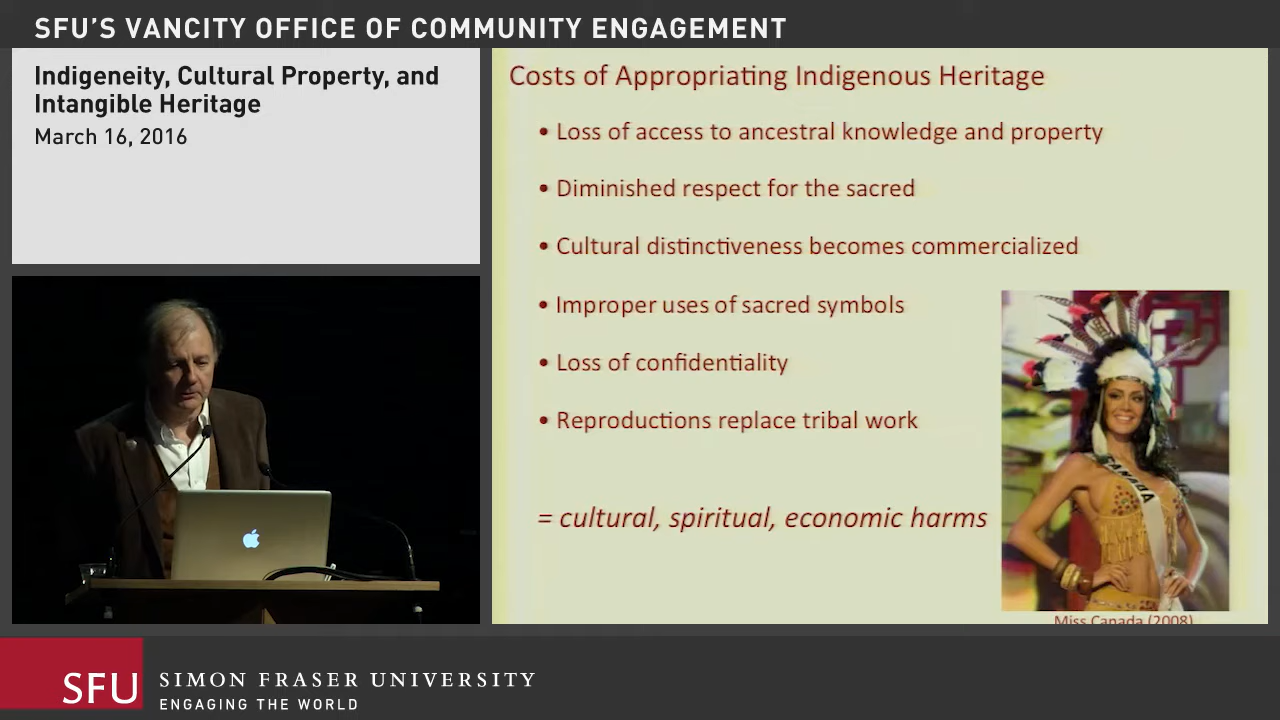 SFU'S VANCITY OFFICE OF COMMUNITY ENGAGEMENT
Indigeneity, Cultural Property, and
Intangible Heritage
March 16, 2016
Costs of Appropriating Indigenous Heritage
• Loss of access to ancestral knowledge and property
• Diminished respect for the sacred
• Cultural distinctiveness becomes commercialized
• Improper uses of sacred symbols
• Loss of confidentiality
• Reproductions replace tribal work
= cultural, spiritual, economic harms
CANADA
Miss Canada (2008)
SFU
SIMON FRASER UNIVERSITY
ENGAGING THE WORLD